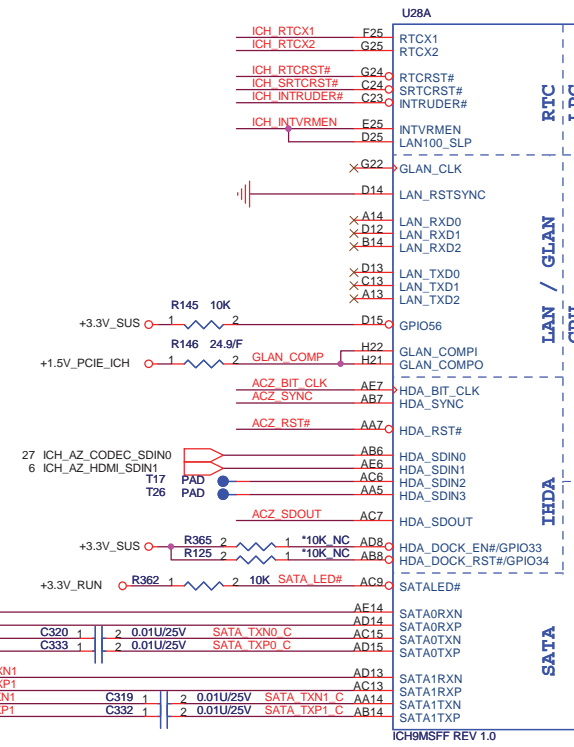 U28A
ICH_RTCX1 F25 RTCX1
ICH_RTCX2 G25 RTCX2
ICH_RTCRST# G24 RTCRST#
ICH_SRTCRST# C24 SRTCRST#
ICH_INTRUDER# C23 INTRUDER#
RTC
ICH_INTVRMEN E25 INTVRMEN
D25 LAN100_SLP
G22 GLAN_CLK
D14 LAN_RSTSYNC
A14 LAN_RXD0
D12 LAN_RXD1
B14 LAN_RXD2
D13 LAN_TXD0
C13 LAN_TXD1
A13 LAN_TXD2
LAN / GLAN
R145 10K
+3.3V_SUS 1 2 D15 GPIO56
R146 24.9/F
+1.5V_PCIE_ICH 1 2 GLAN_COMP H22 GLAN_COMPI
H21 GLAN_COMPO
ACZ_BIT_CLK AE7 HDA_BIT_CLK
ACZ_SYNC AB7 HDA_SYNC
ACZ_RST# AA7 HDA_RST#
27 ICH_AZ_CODEC_SDIN0 AB6 HDA_SDIN0
6 ICH_AZ_HDMI_SDIN1 AE6 HDA_SDIN1
T17 PAD AC6 HDA_SDIN2
T26 PAD AA5 HDA_SDIN3
IHDA
ACZ_SDOUT AC7 HDA_SDOUT
+3.3V_SUS R365 2 1 *10K_NC AD8 HDA_DOCK_EN#/GPIO33
R125 2 1 *10K_NC AB8 HDA_DOCK_RST#/GPIO34
+3.3V_RUN R362 1 2 10K SATA_LED# AC9 SATALED#
AE14 SATA0RXN
AD14 SATA0RXP
C320 1 2 0.01U/25V SATA_TXN0_C AC15 SATA0TXN
C333 1 2 0.01U/25V SATA_TXP0_C AD15 SATA0TXP
SATA
XN1 AD13 SATA1RXN
XP1 AC13 SATA1RXP
XN1 C319 1 2 0.01U/25V SATA_TXN1_C AA14 SATA1TXN
XP1 C332 1 2 0.01U/25V SATA_TXP1_C AB14 SATA1TXP
ICH9MSFF REV 1.0